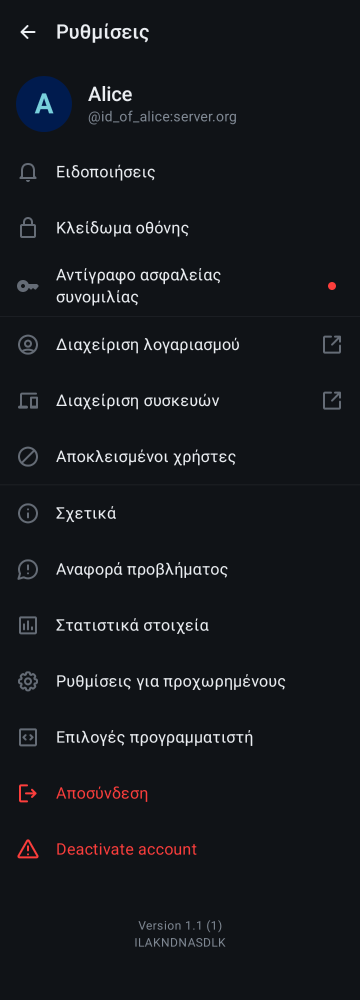 Ρυθμίσεις
A
Alice
@id_of_alice:server.org
Ειδοποιήσεις
Κλείδωμα οθόνης
Αντίγραφο ασφαλείας
συνομιλίας
Διαχείριση λογαριασμού
Διαχείριση συσκευών
Αποκλεισμένοι χρήστες
Σχετικά
Αναφορά προβλήματος
Στατιστικά στοιχεία
Ρυθμίσεις για προχωρημένους
Επιλογές προγραμματιστή
Αποσύνδεση
Deactivate account
Version 1.1 (1)
ILAKNDNASDLK